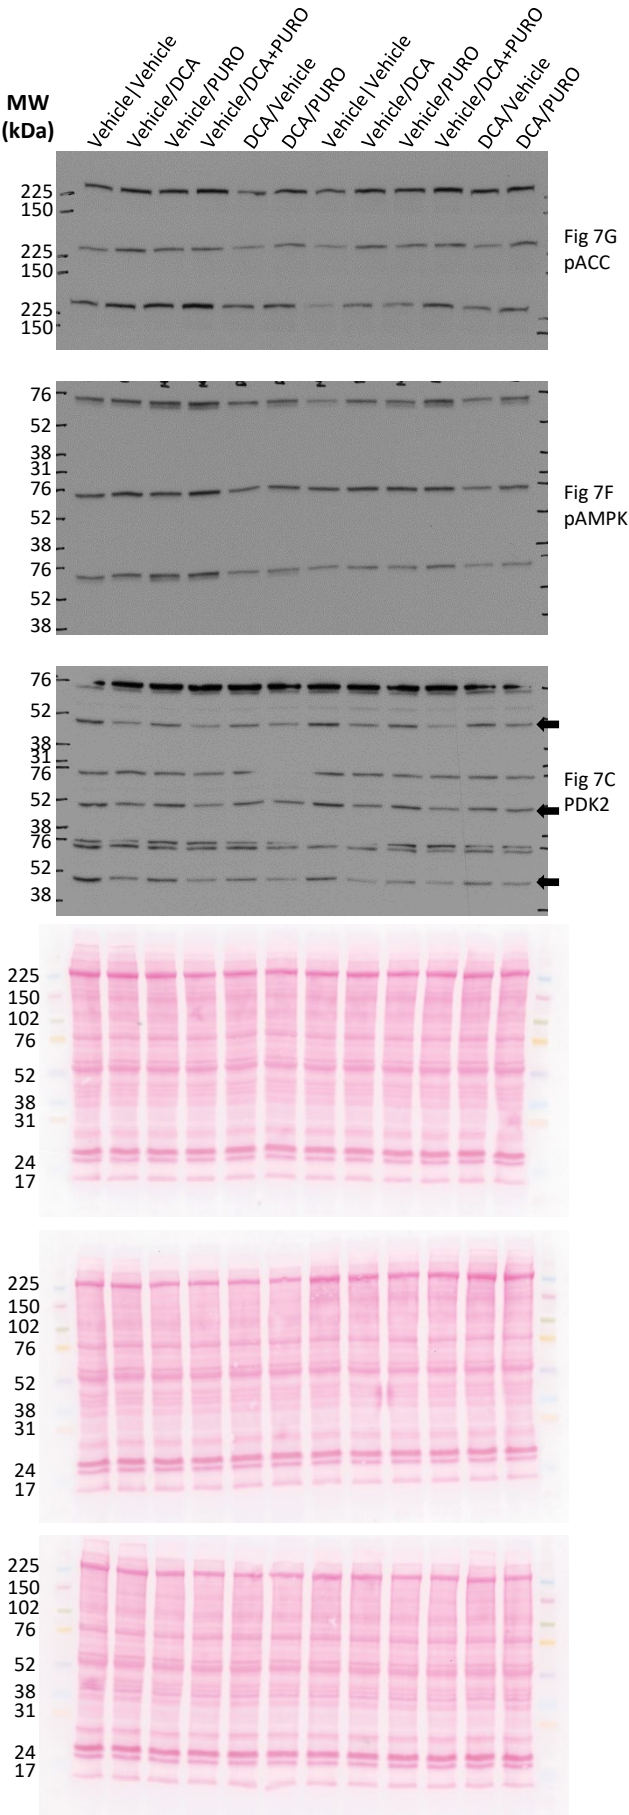 MW
(kDa)
Vehicle|Vehicle
Vehicle/DCA
Vehicle/PURO
Vehicle/DCA+PURO
DCA/Vehicle
DCA/PURO
Vehicle|Vehicle
Vehicle/DCA
Vehicle/PURO
Vehicle/DCA+PURO
DCA/Vehicle
DCA/PURO
225
150
225
150
225
150
Fig 7G
pACC
76
52
38
31
76
52
38
76
52
38
Fig 7F
pAMPK
76
52
38
31
76
52
38
76
52
38
Fig 7C
PDK2
225
150
102
76
52
38
31
24
17
225
150
102
76
52
38
31
24
17
225
150
102
76
52
38
31
24
17